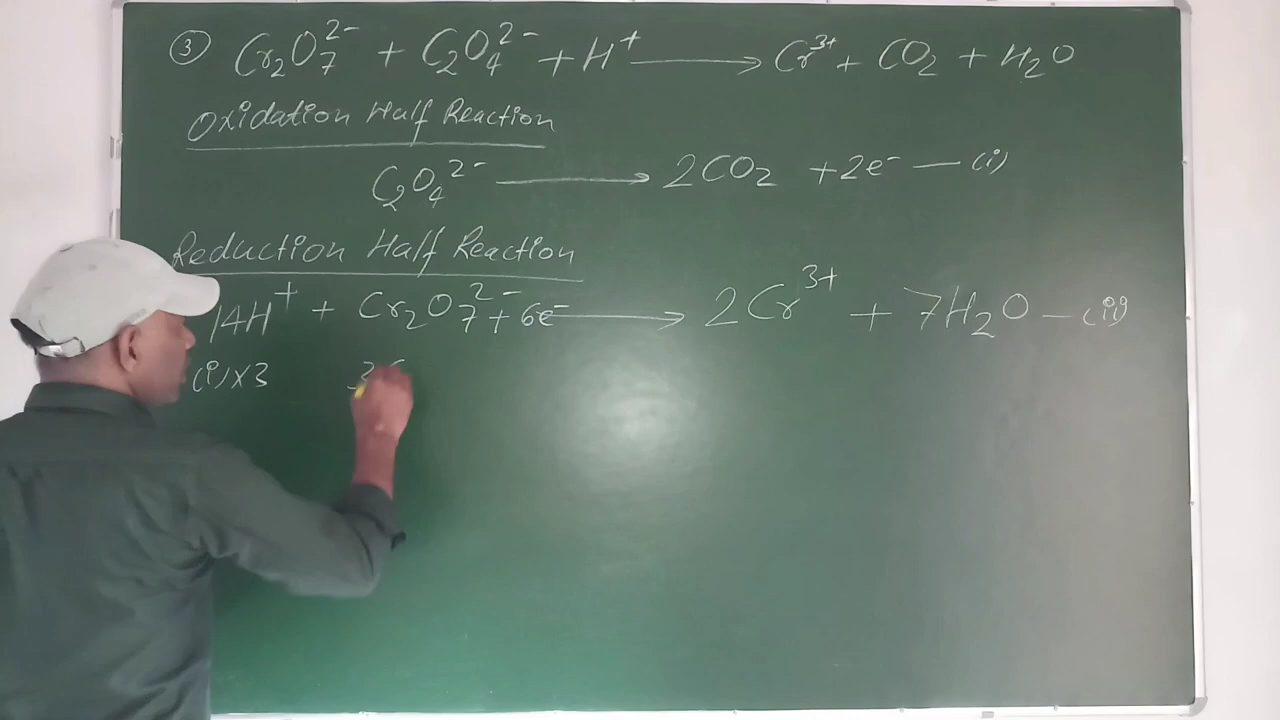 ③ Cr₂O₇²⁻ + C₂O₄²⁻ + H⁺ ⟶ Cr³⁺ + CO₂ + H₂O
Oxidation Half Reaction
C₂O₄²⁻ ⟶ 2CO₂ + 2e⁻ — (i)
Reduction Half Reaction
14H⁺ + Cr₂O₇²⁻ + 6e⁻ ⟶ 2Cr³⁺ + 7H₂O — (ii)
(i) x 3 3C